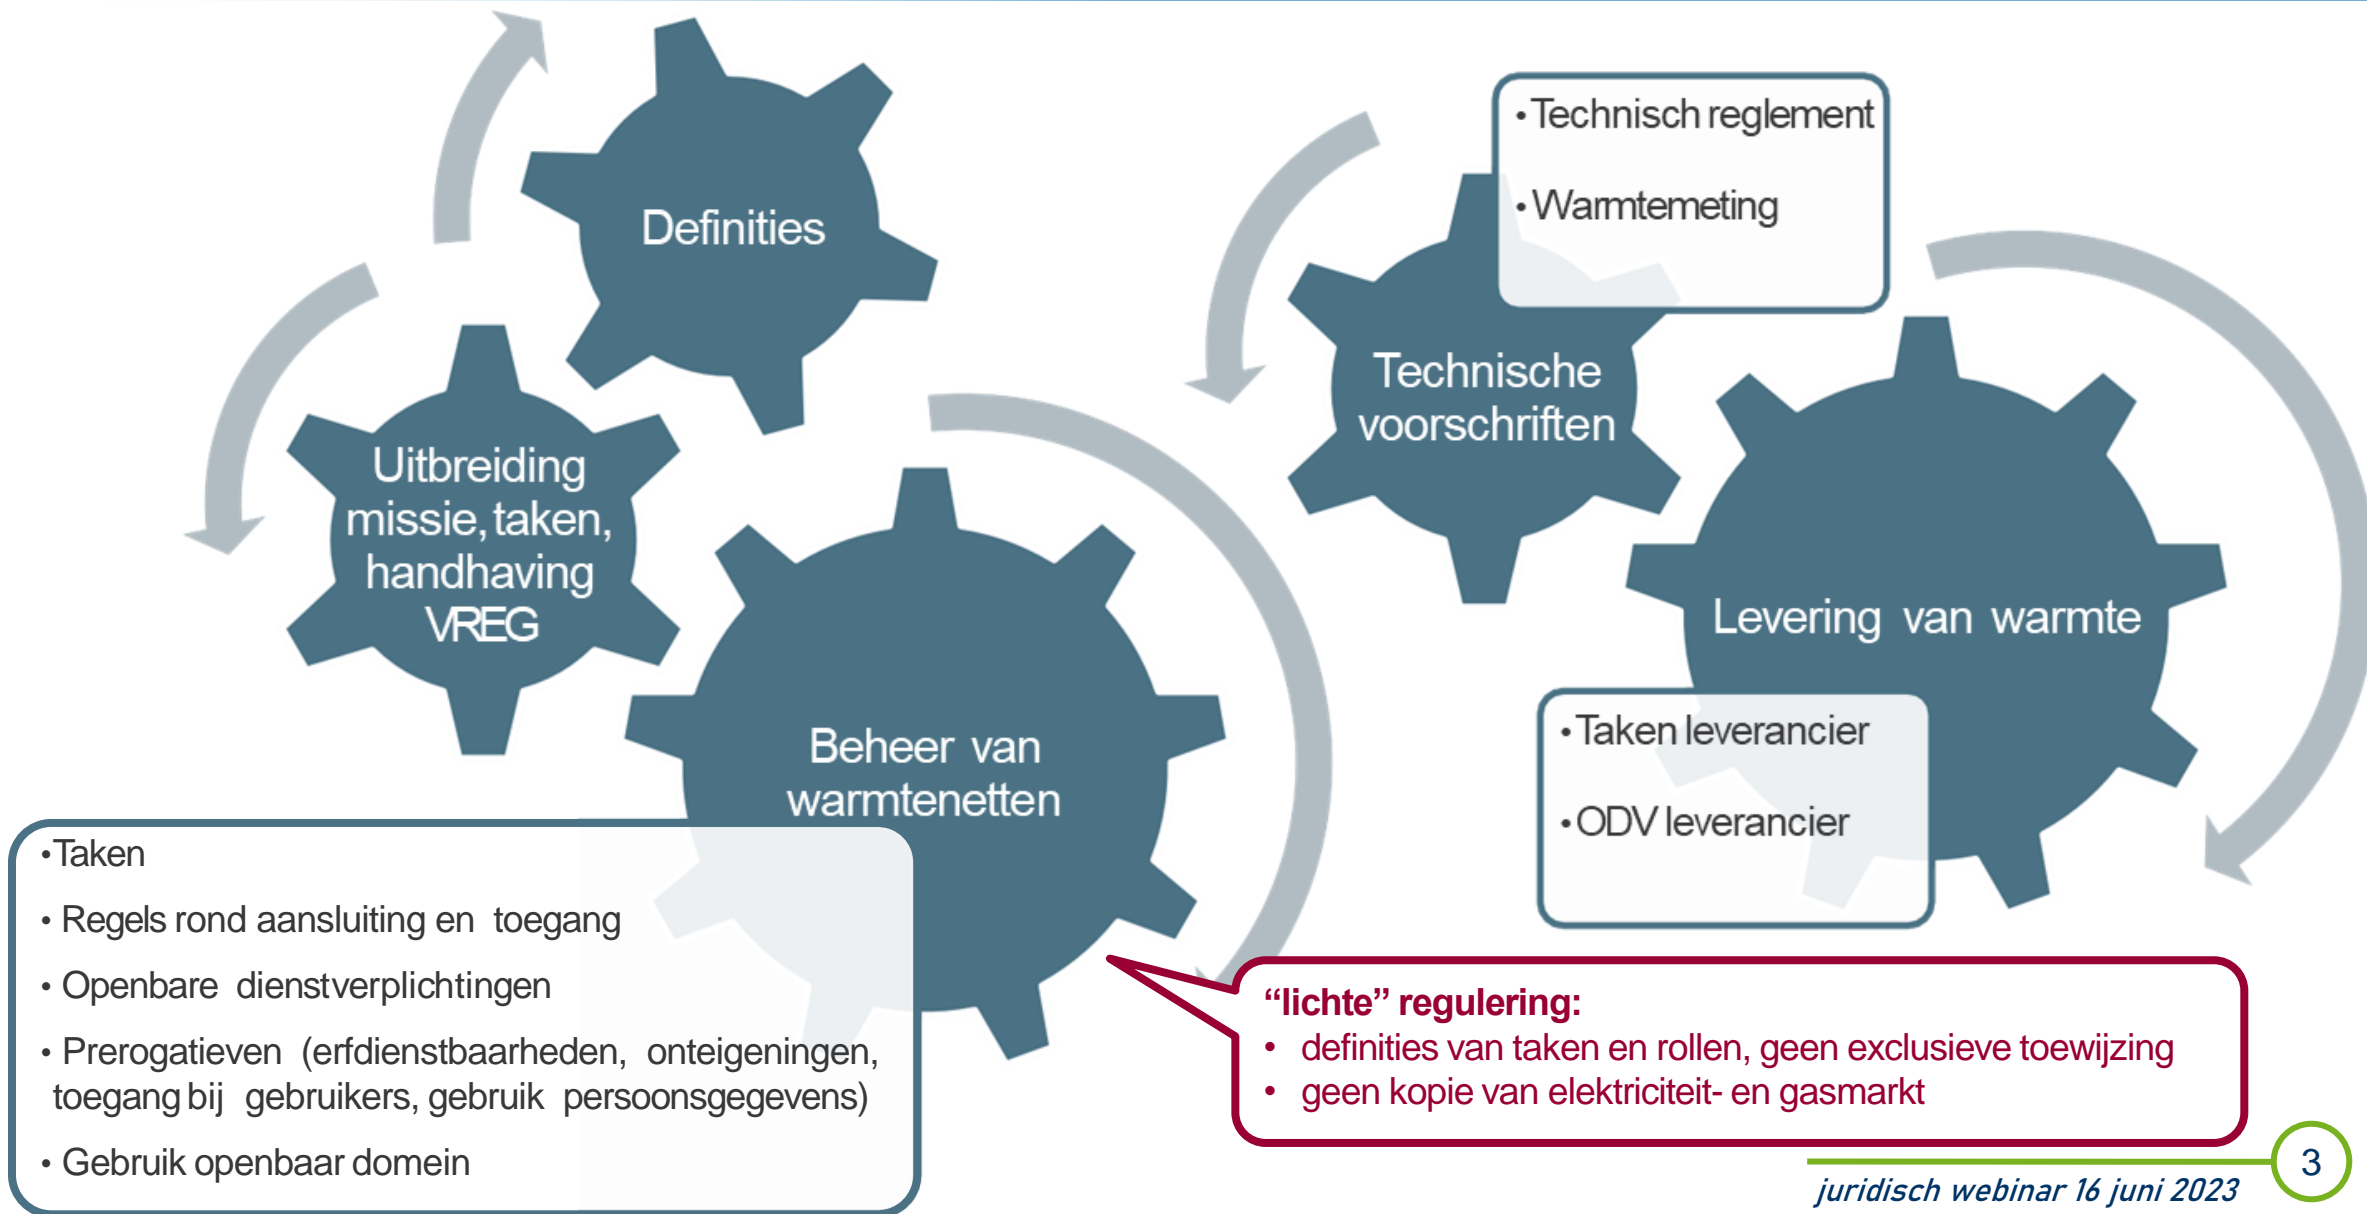 Definities
Uitbreiding
missie, taken,
handhaving
VREG
Beheer van
warmtenetten
•Taken
• Regels rond aansluiting en toegang
• Openbare dienstverplichtingen
• Prerogatieven (erfdienstbaarheden, onteigeningen,
toegang bij gebruikers, gebruik persoonsgegevens)
• Gebruik openbaar domein
•Technisch reglement
•Warmtemeting
Technische
voorschriften
Levering van warmte
•Taken leverancier
•ODV leverancier
“lichte” regulering:
• definities van taken en rollen, geen exclusieve toewijzing
• geen kopie van elektriciteit- en gasmarkt
3
juridisch webinar 16 juni 2023